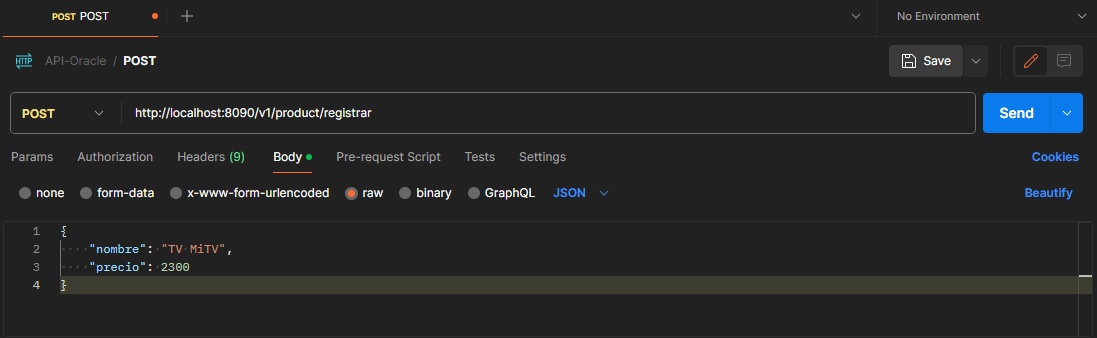 POST POST
No Environment
HTTP API-Oracle / POST Save
POST http://localhost:8090/v1/product/registrar Send
Params Authorization Headers (9) Body Pre-request Script Tests Settings Cookies
none form-data x-www-form-urlencoded raw binary GraphQL JSON Beautify
1 {
2 "nombre": "TV MiTV",
3 "precio": 2300
4 }